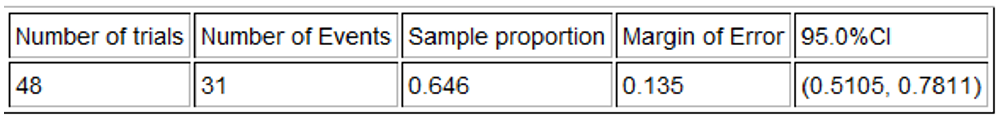 Number of trials Number of Events Sample proportion Margin of Error 95.0%CI
48 31 0.646 0.135 (0.5105, 0.7811)